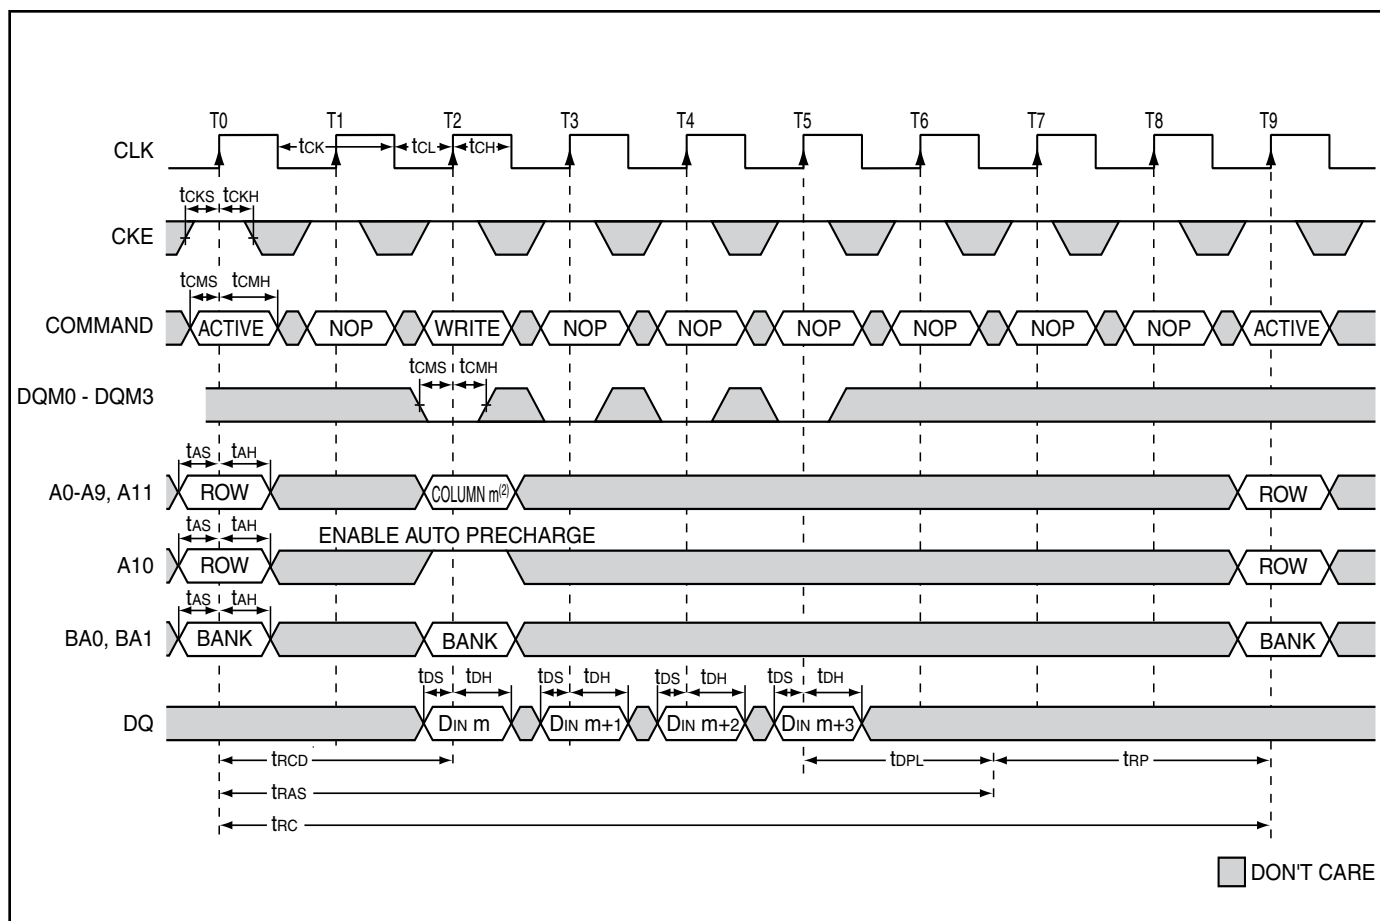 T0 T1 T2 T3 T4 T5 T6 T7 T8 T9
CLK tCK tCL tCH
tCKS tCKH
CKE
tCMS tCMH
COMMAND ACTIVE NOP WRITE NOP NOP NOP NOP NOP NOP ACTIVE
tCMS tCMH
DQM0 - DQM3
tAS tAH
A0-A9, A11 ROW COLUMN m(2) ROW
tAS tAH ENABLE AUTO PRECHARGE
A10 ROW ROW
tAS tAH
BA0, BA1 BANK BANK BANK
tDS tDH tDS tDH tDS tDH tDS tDH
DQ DIN m DIN m+1 DIN m+2 DIN m+3
tRCD tDPL tRP
tRAS
tRC
DON'T CARE